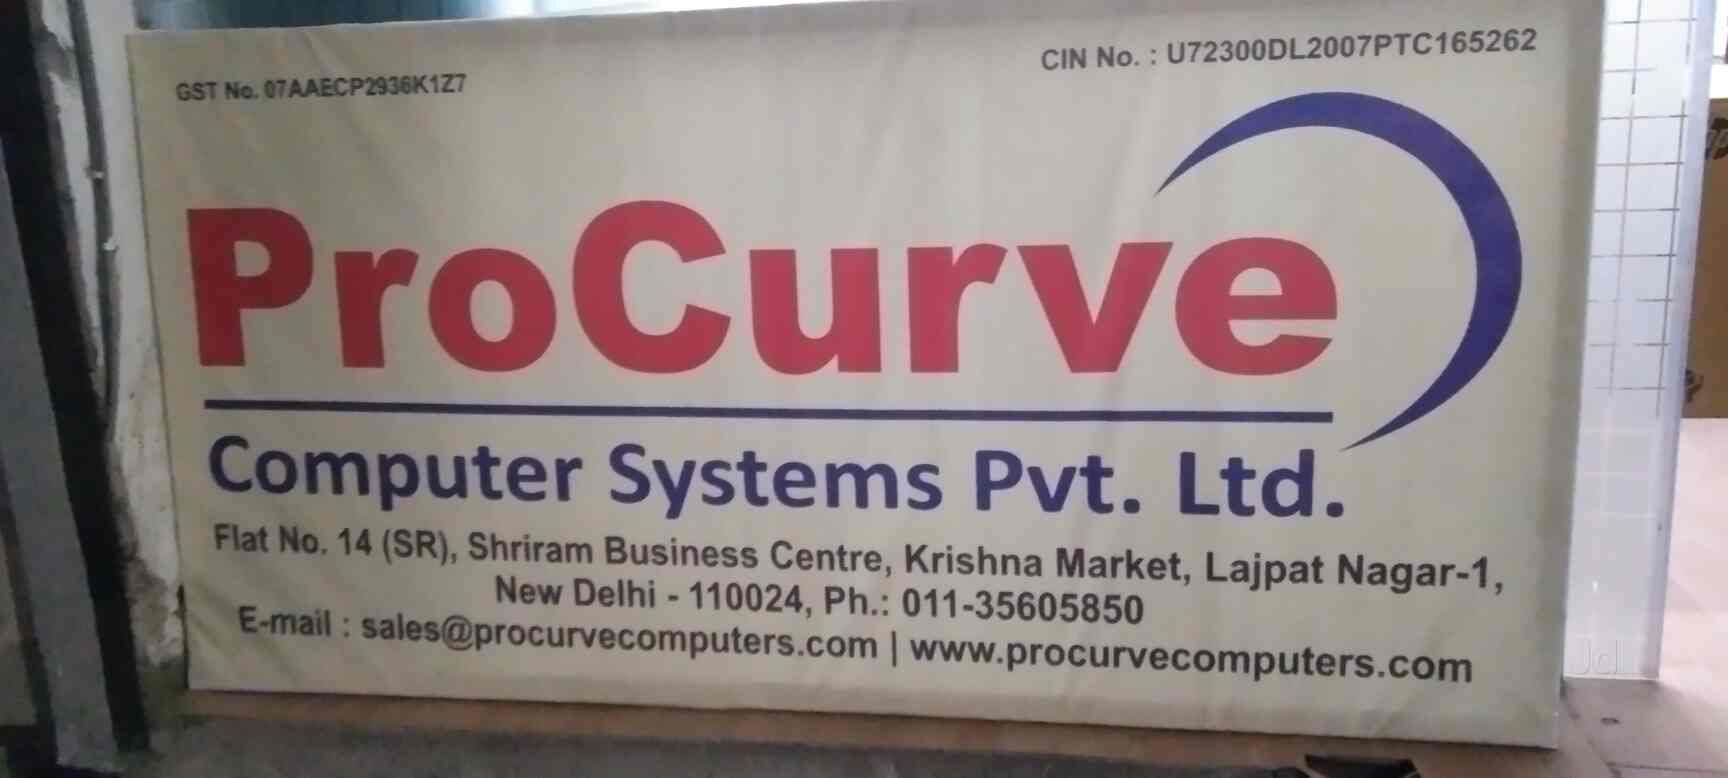 GST No. 07AAECP2936K1Z7
CIN No. : U72300DL2007PTC165262
ProCurve
Computer Systems Pvt. Ltd.
Flat No. 14 (SR), Shriram Business Centre, Krishna Market, Lajpat Nagar-1,
New Delhi - 110024, Ph.: 011-35605850
E-mail : sales@procurvecomputers.com | www.procurvecomputers.com
Jd